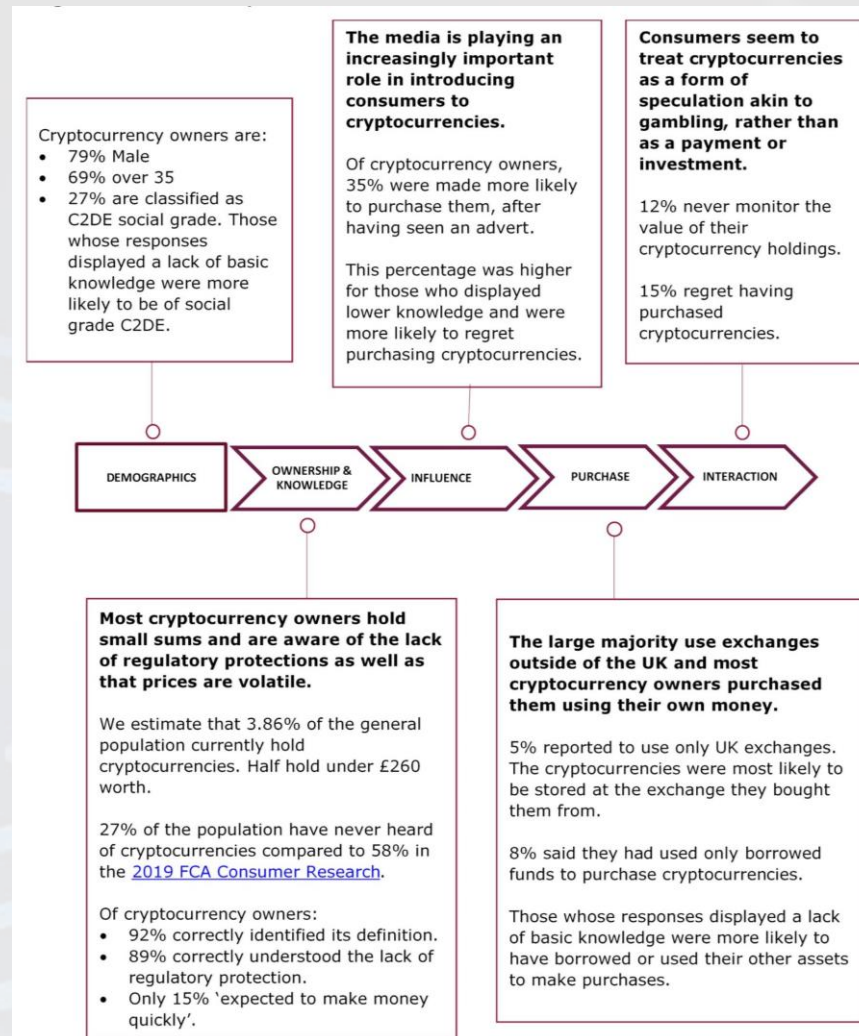 Cryptocurrency owners are:
• 79% Male
• 69% over 35
• 27% are classified as
C2DE social grade. Those
whose responses
displayed a lack of basic
knowledge were more
likely to be of social
grade C2DE.
The media is playing an
increasingly important
role in introducing
consumers to
cryptocurrencies.
Of cryptocurrency owners,
35% were made more likely
to purchase them, after
having seen an advert.
This percentage was higher
for those who displayed
lower knowledge and were
more likely to regret
purchasing cryptocurrencies.
Consumers seem to
treat cryptocurrencies
as a form of
speculation akin to
gambling, rather than
as a payment or
investment.
12% never monitor the
value of their
cryptocurrency holdings.
15% regret having
purchased
cryptocurrencies.
DEMOGRAPHICS
OWNERSHIP &
KNOWLEDGE
INFLUENCE
PURCHASE
INTERACTION
Most cryptocurrency owners hold
small sums and are aware of the lack
of regulatory protections as well as
that prices are volatile.
We estimate that 3.86% of the general
population currently hold
cryptocurrencies. Half hold under £260
worth.
27% of the population have never heard
of cryptocurrencies compared to 58% in
the 2019 FCA Consumer Research.
Of cryptocurrency owners:
• 92% correctly identified its definition.
• 89% correctly understood the lack of
regulatory protection.
• Only 15% ‘expected to make money
quickly’.
The large majority use exchanges
outside of the UK and most
cryptocurrency owners purchased
them using their own money.
5% reported to use only UK exchanges.
The cryptocurrencies were most likely to
be stored at the exchange they bought
them from.
8% said they had used only borrowed
funds to purchase cryptocurrencies.
Those whose responses displayed a lack
of basic knowledge were more likely to
have borrowed or used their other assets
to make purchases.